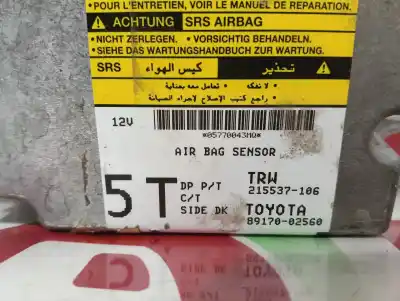 POUR L'ENTRETIEN, VOIR LE MANUEL DE REPARATION.
ACHTUNG SRS AIRBAG
•NICHT ZERLEGEN. •VORSICHTIG BEHANDELN.
•SIEHE DAS WARTUNGSHANDBUCH ZUR WARTUNG.
SRS كيس الهواء تحذير
• لا تفكه • تعامل معه بعناية
• راجع كتيب الإصلاح لاجراء الصيانة
12V
*05770043MQ*
AIR BAG SENSOR
5T
DP P/T TRW
C/T 215537-106
SIDE DK TOYOTA
89170-02560